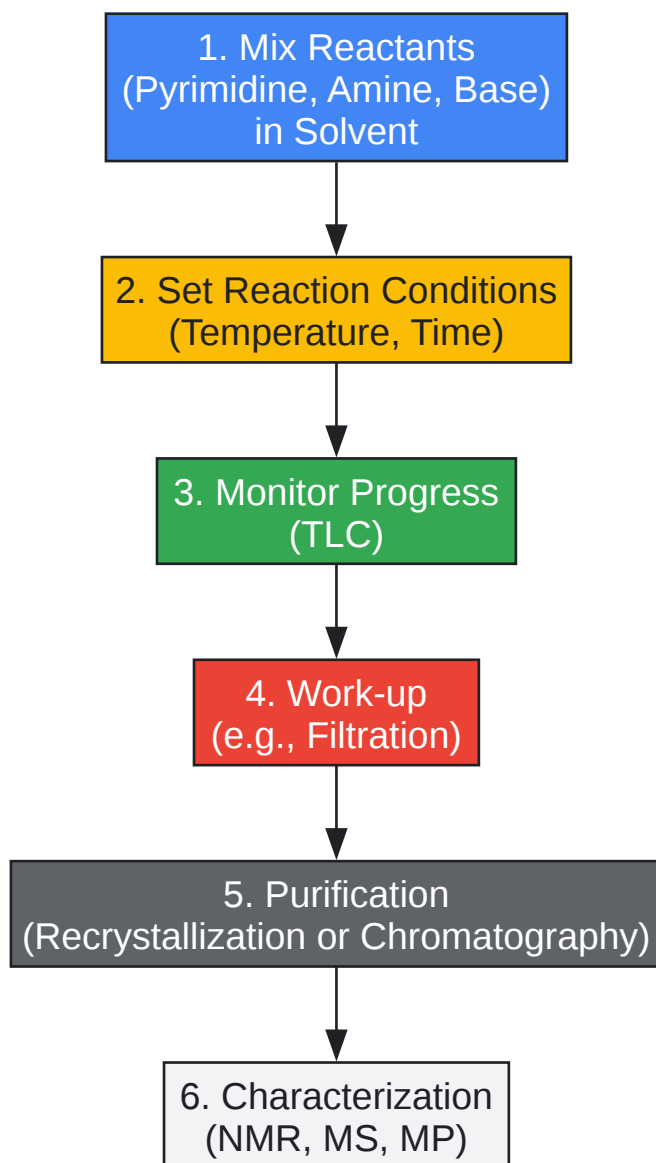 1. Mix Reactants
(Pyrimidine, Amine, Base)
in Solvent
2. Set Reaction Conditions
(Temperature, Time)
3. Monitor Progress
(TLC)
4. Work-up
(e.g., Filtration)
5. Purification
(Recrystallization or Chromatography)
6. Characterization
(NMR, MS, MP)